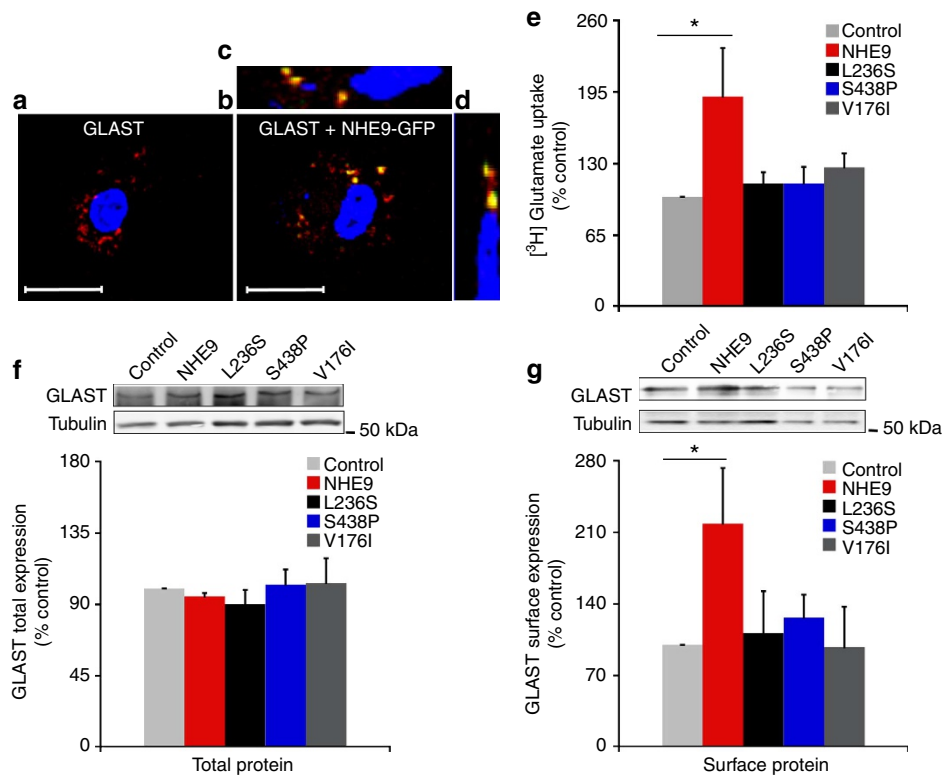 a
GLAST
b
GLAST + NHE9-GFP
c
d
e
[³H] Glutamate uptake
(% control)
260
195
130
65
0
*
Control
NHE9
L236S
S438P
V176I
f
Control
NHE9
L236S
S438P
V176I
GLAST
Tubulin
50 kDa
GLAST total expression
(% control)
180
135
90
45
0
Control
NHE9
L236S
S438P
V176I
Total protein
g
Control
NHE9
L236S
S438P
V176I
GLAST
Tubulin
50 kDa
GLAST surface expression
(% control)
280
210
140
70
0
*
Control
NHE9
L236S
S438P
V176I
Surface protein